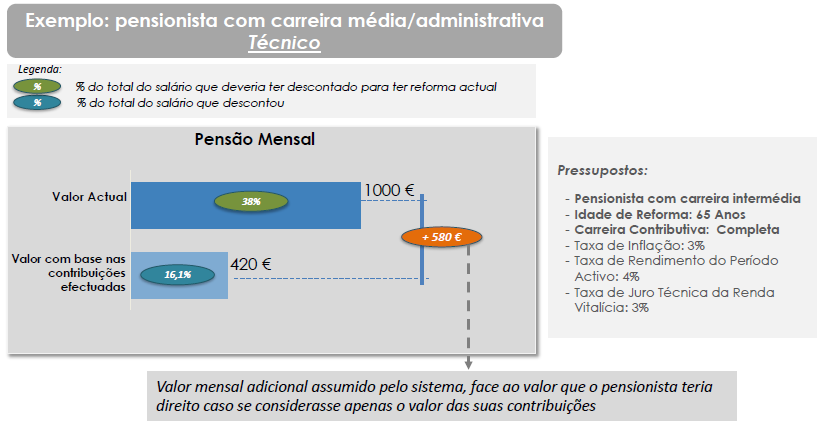 Exemplo: pensionista com carreira média/administrativa
Técnico
Legenda:
% % do total do salário que deveria ter descontado para ter reforma actual
% % do total do salário que descontou
Pensão Mensal
Valor Actual 38% 1000 €
+ 580 €
Valor com base nas
contribuições
efectuadas
16,1% 420 €
Pressupostos:
- Pensionista com carreira intermédia
- Idade de Reforma: 65 Anos
- Carreira Contributiva: Completa
- Taxa de Inflação: 3%
- Taxa de Rendimento do Período
Activo: 4%
- Taxa de Juro Técnica da Renda
Vitalícia: 3%
Valor mensal adicional assumido pelo sistema, face ao valor que o pensionista teria
direito caso se considerasse apenas o valor das suas contribuições